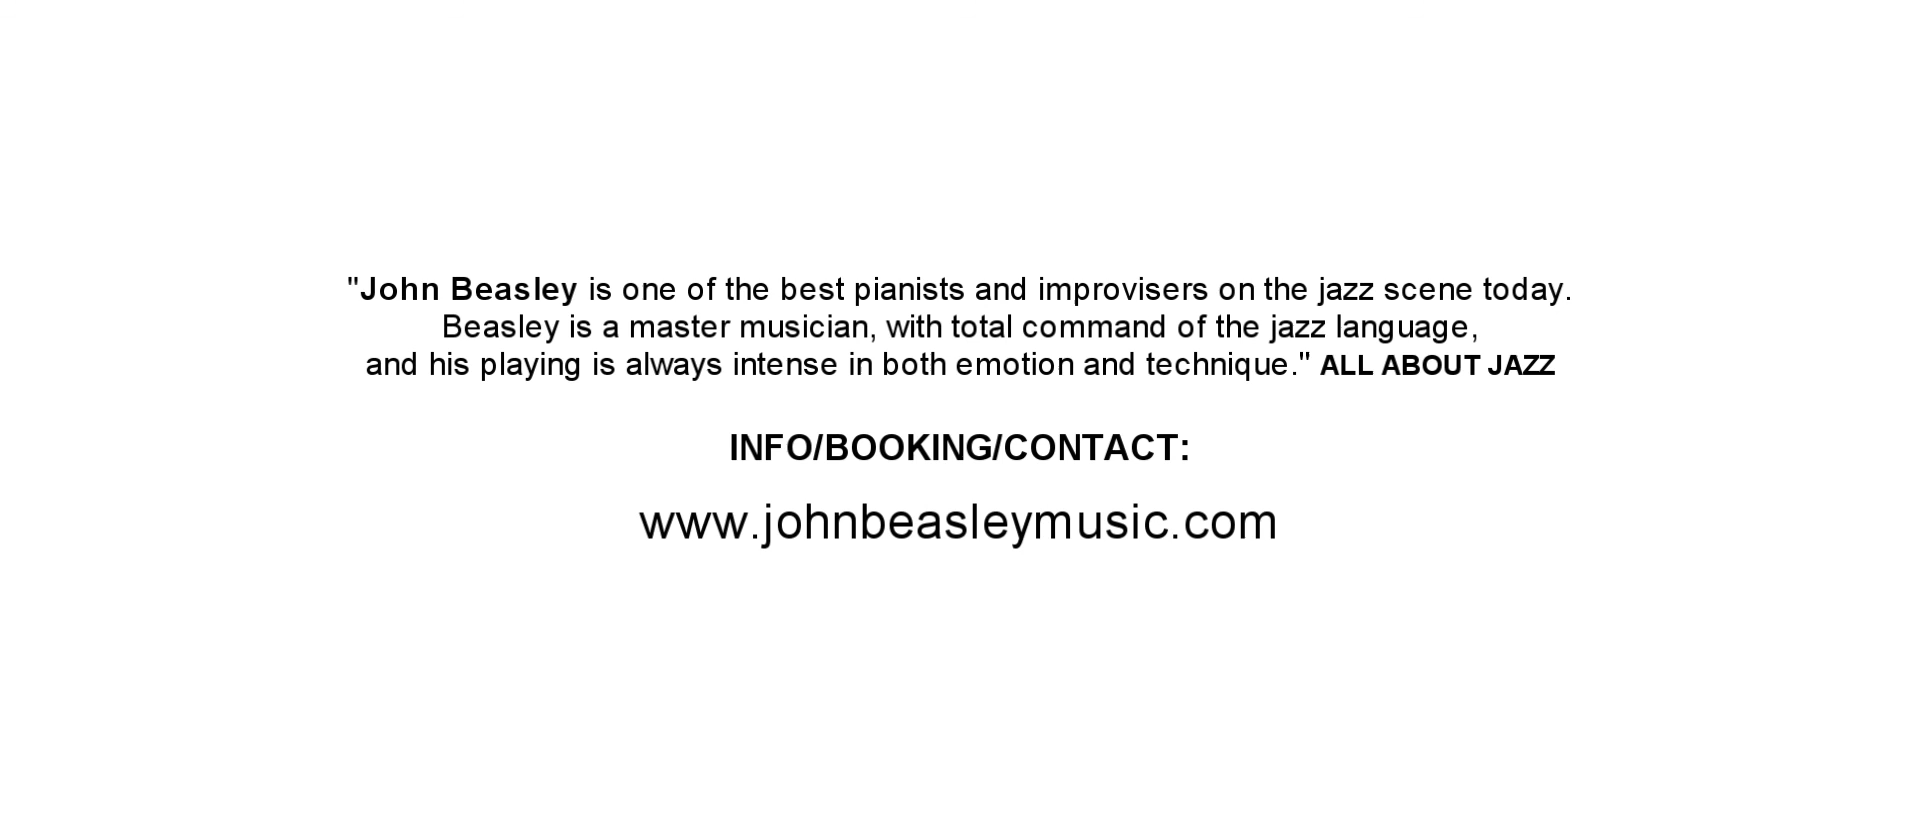 "John Beasley is one of the best pianists and improvisers on the jazz scene today.
Beasley is a master musician, with total command of the jazz language,
and his playing is always intense in both emotion and technique." ALL ABOUT JAZZ
INFO/BOOKING/CONTACT:
www.johnbeasleymusic.com